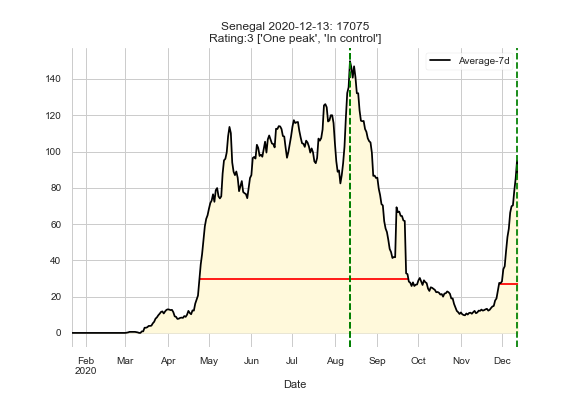 Senegal 2020-12-13: 17075
Rating:3 ['One peak', 'In control']
Average-7d
140
120
100
80
60
40
20
0
Feb Mar Apr May Jun Jul Aug Sep Oct Nov Dec
2020
Date